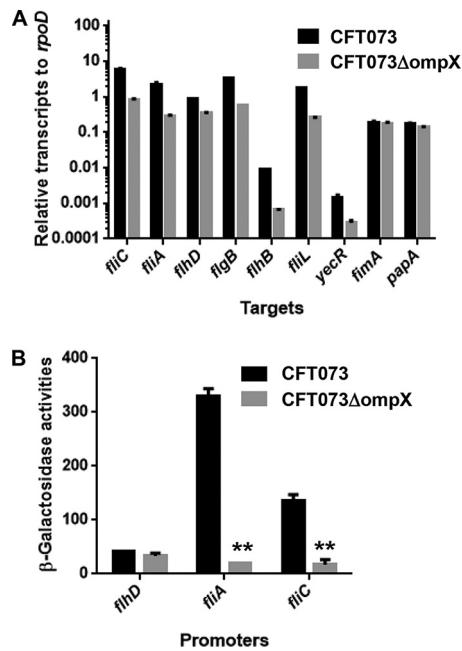 A
Relative transcripts to rpoD
100
10
1
0.1
0.01
0.001
0.0001
CFT073
CFT073ΔompX
fliC
fliA
flhD
flgB
flhB
fliL
yecR
fimA
papA
Targets
B
β-Galactosidase activities
400
300
200
100
0
CFT073
CFT073ΔompX
**
**
flhD
fliA
fliC
Promoters